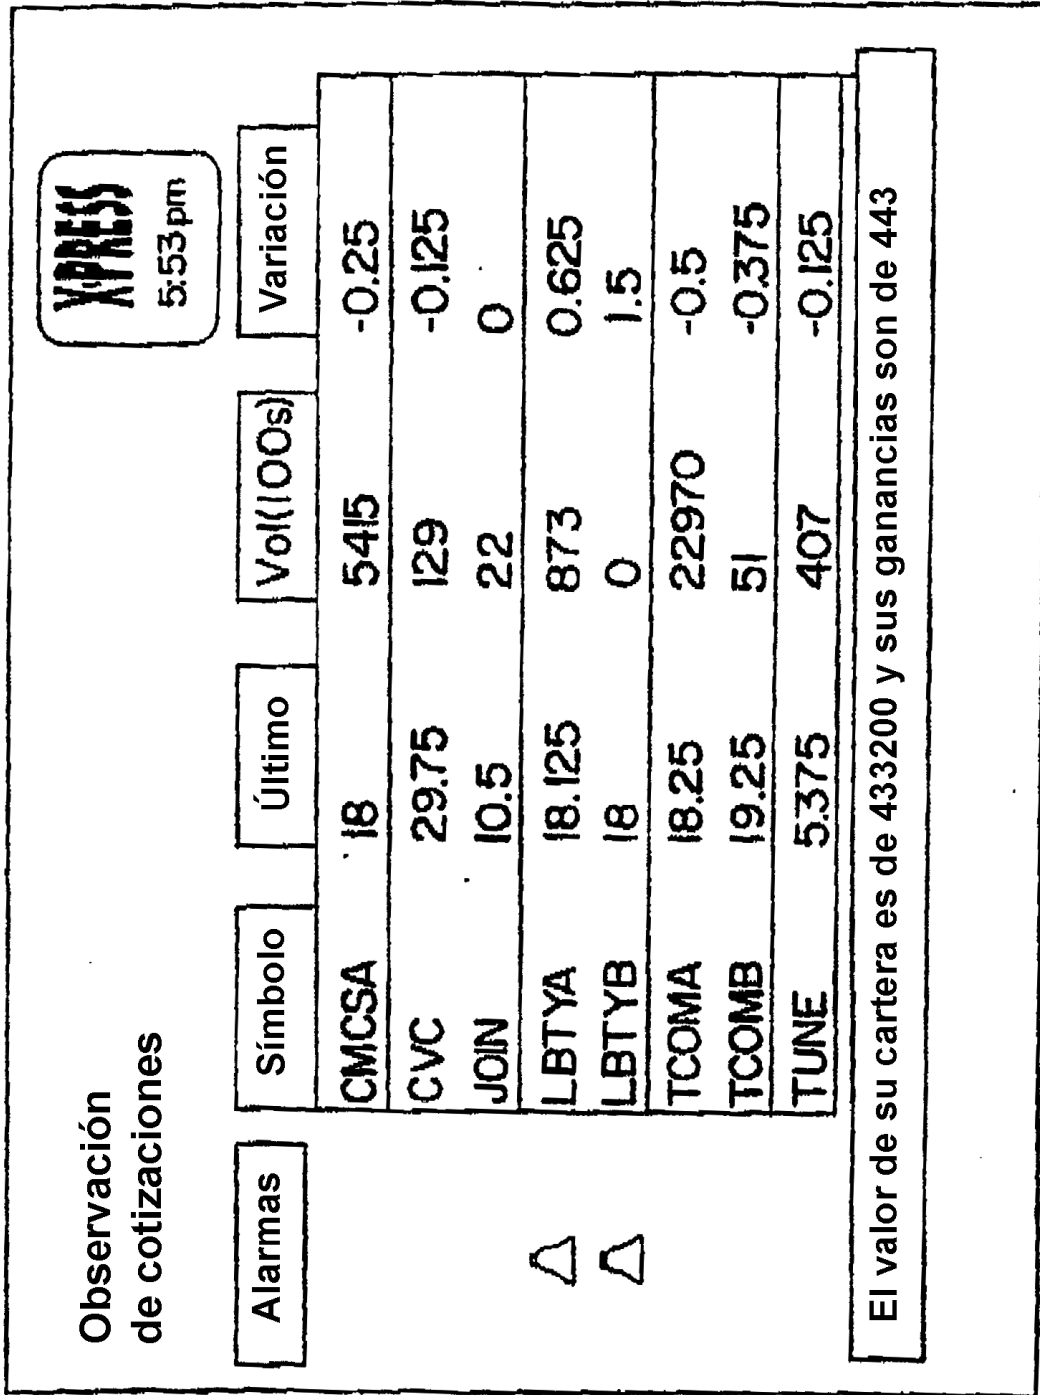 Observación
de cotizaciones
XPRESS
5:53pm
Alarmas Símbolo Último Vol(100s) Variación
CMCSA 18 5415 -0.25
CVC 29.75 129 -0.125
JOIN 10.5 22 0
LBTYA 18.125 873 0.625
LBTYB 18 0 1.5
TCOMA 18.25 22970 -0.5
TCOMB 19.25 51 -0.375
TUNE 5.375 407 -0.125
El valor de su cartera es de 433200 y sus ganancias son de 443